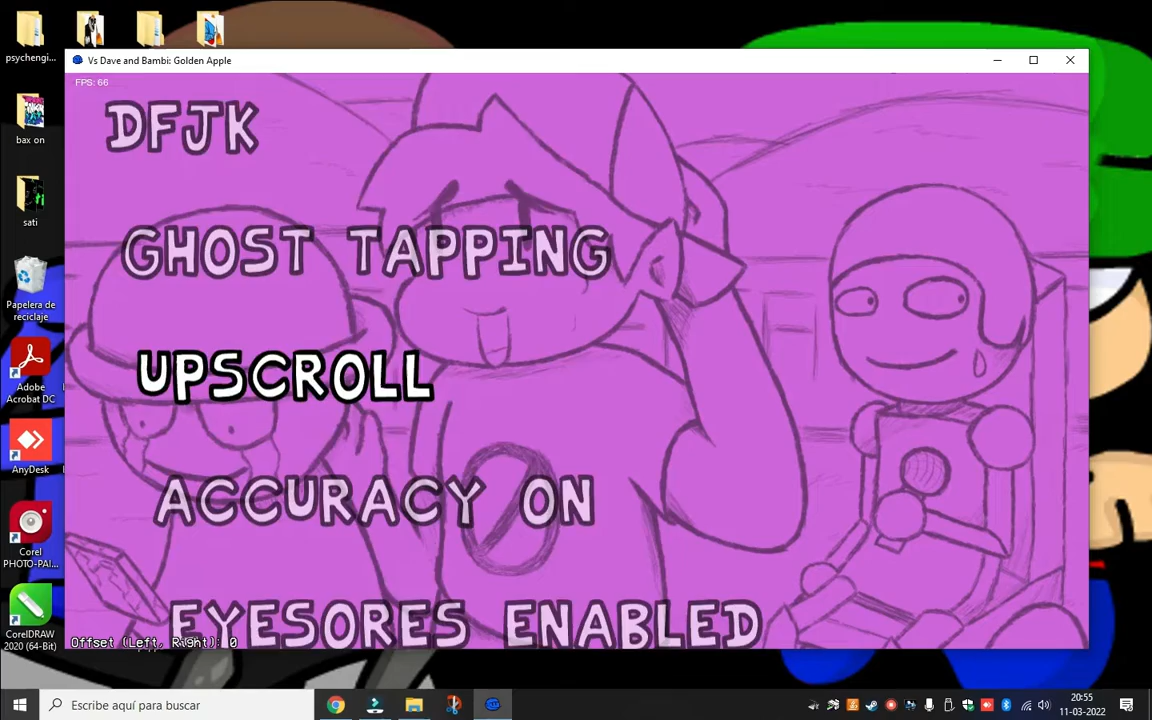 psychengi...
Vs Dave and Bambi: Golden Apple
FPS: 66
DFJK
GHOST TAPPING
UPSCROLL
ACCURACY ON
EYESORES ENABLED
Offset (Left, Right): 0
bax on
sati
Papelera de
reciclaje
Adobe
Acrobat DC
AnyDesk
Corel
PHOTO-PAI...
CorelDRAW
2020 (64-Bit)
Escribe aquí para buscar
20:55
11-03-2022